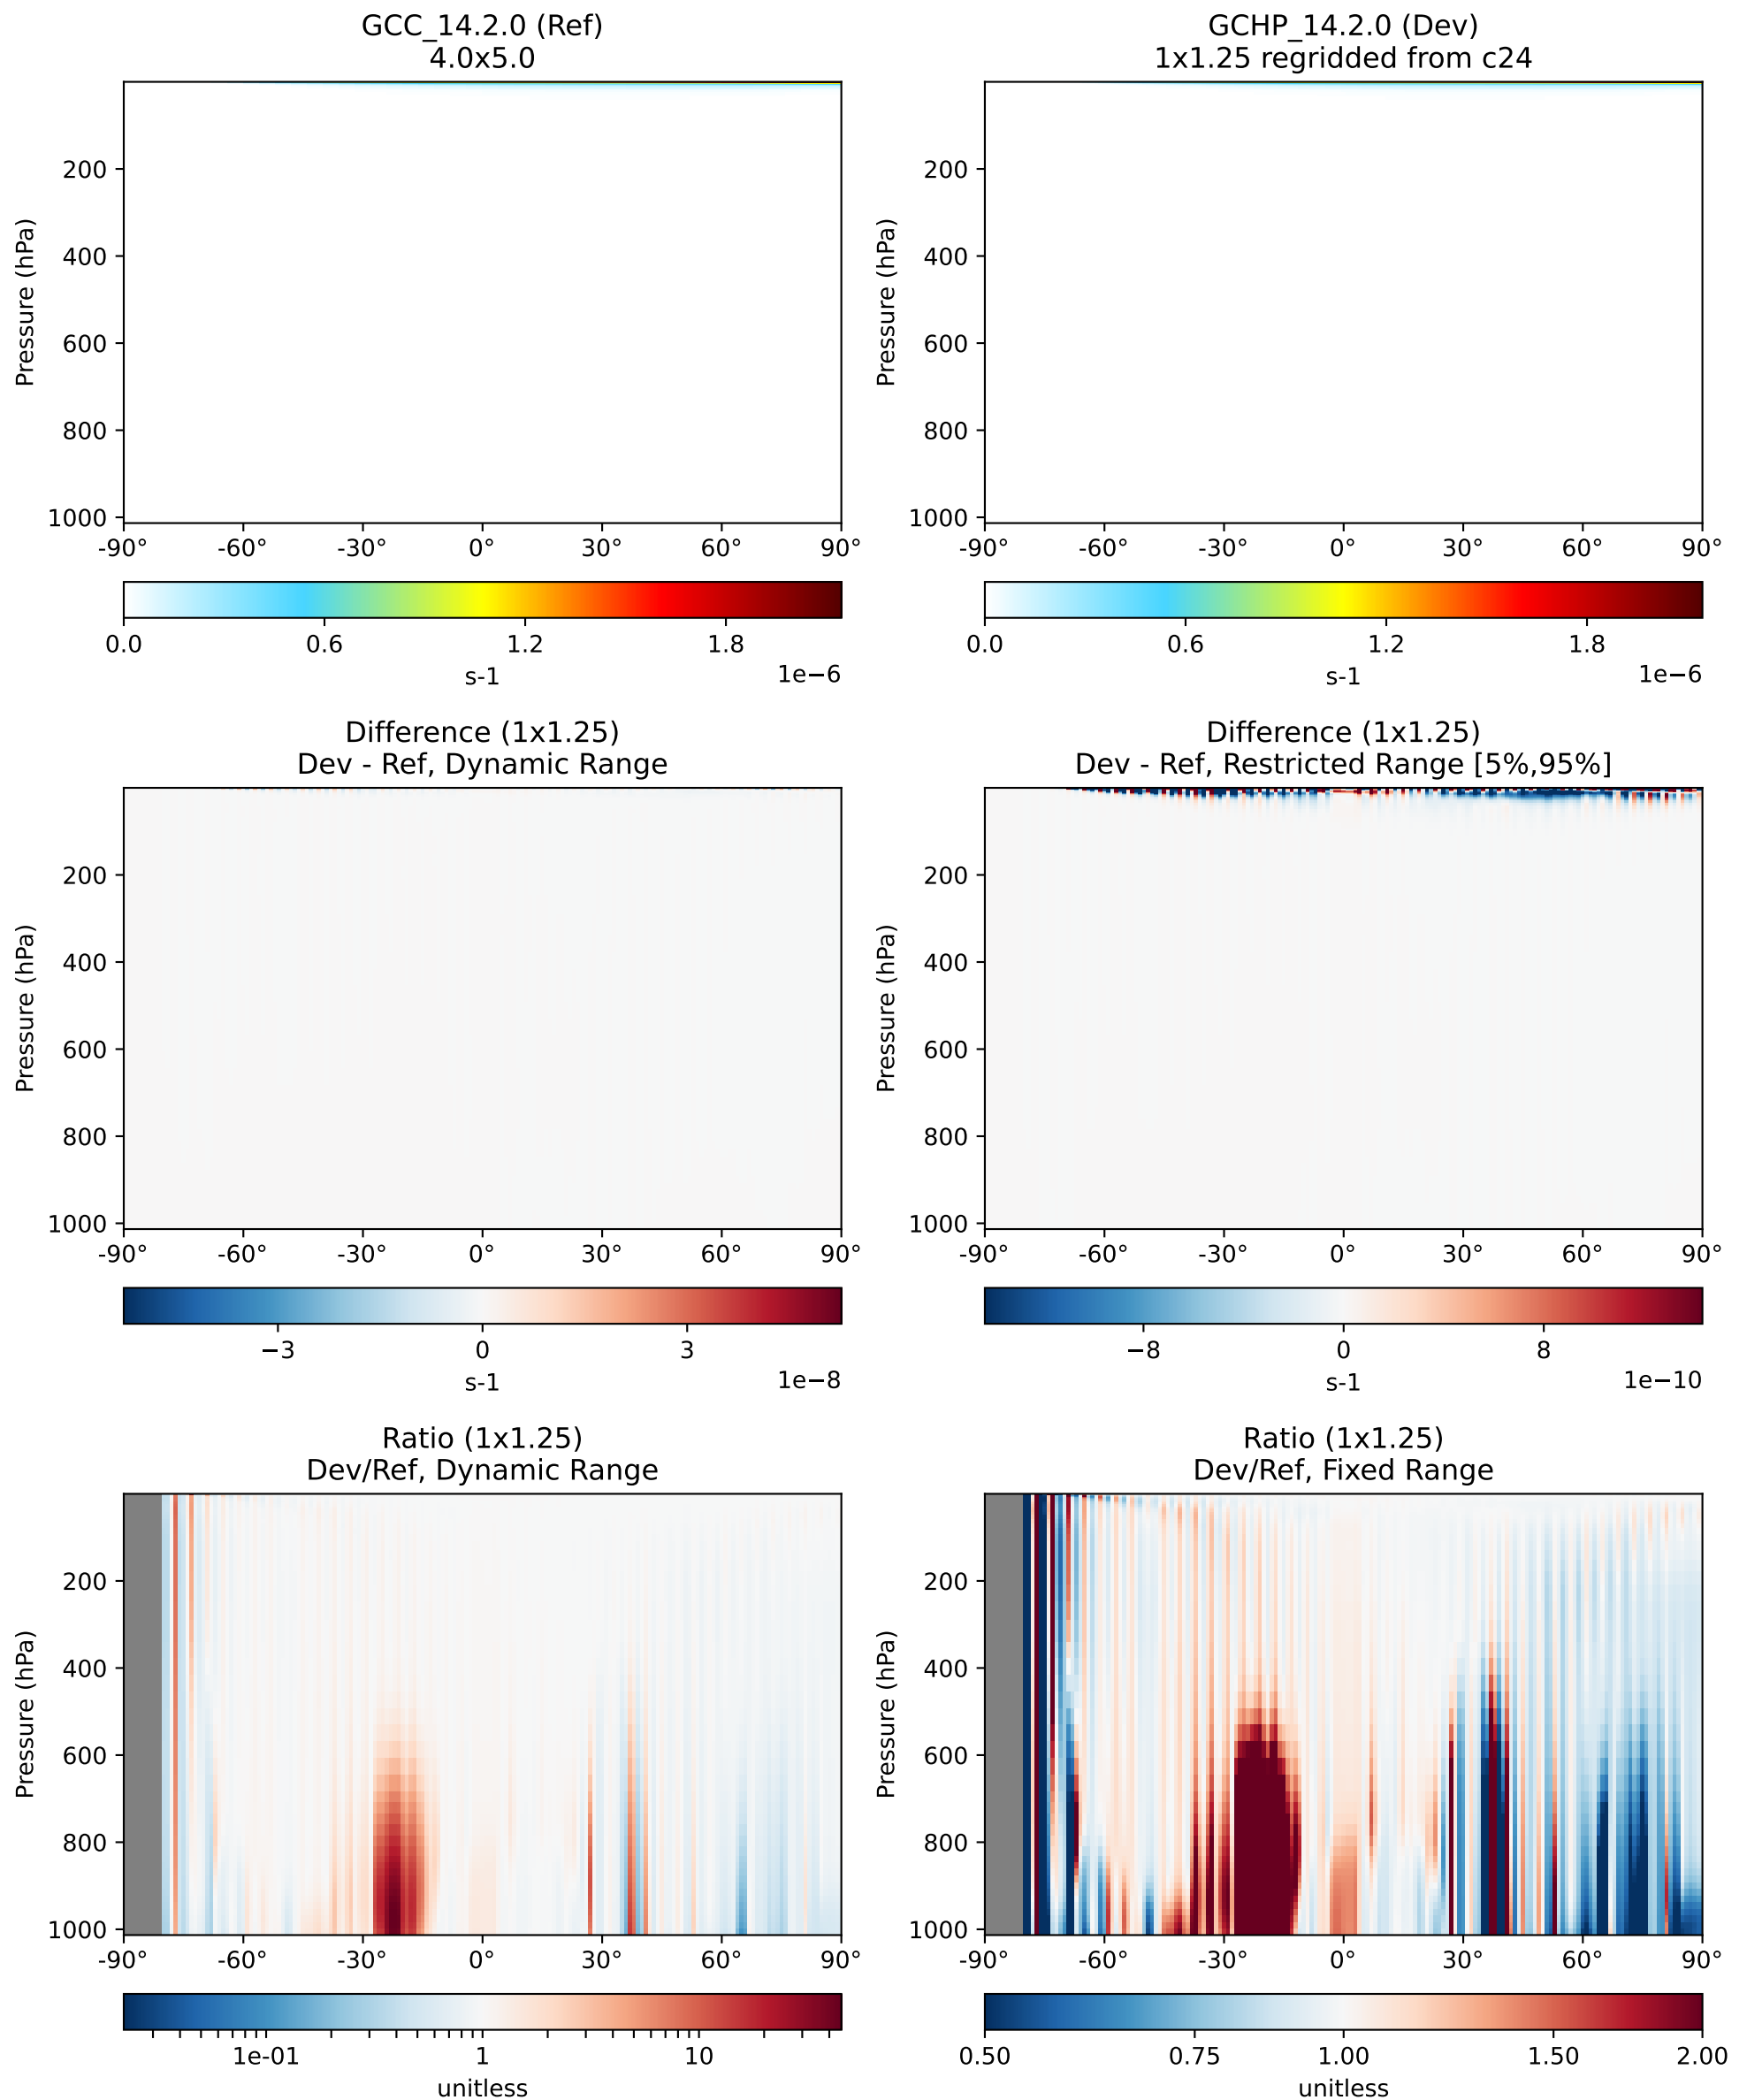 GCC_14.2.0 (Ref)
4.0x5.0
Pressure (hPa)
200
400
600
800
1000
-90° -60° -30° 0° 30° 60° 90°
0.0 0.6 1.2 1.8
s-1
1e−6
GCHP_14.2.0 (Dev)
1x1.25 regridded from c24
Pressure (hPa)
200
400
600
800
1000
-90° -60° -30° 0° 30° 60° 90°
0.0 0.6 1.2 1.8
s-1
1e−6
Difference (1x1.25)
Dev - Ref, Dynamic Range
Pressure (hPa)
200
400
600
800
1000
-90° -60° -30° 0° 30° 60° 90°
−3 0 3
s-1
1e−8
Difference (1x1.25)
Dev - Ref, Restricted Range [5%,95%]
Pressure (hPa)
200
400
600
800
1000
-90° -60° -30° 0° 30° 60° 90°
−8 0 8
s-1
1e−10
Ratio (1x1.25)
Dev/Ref, Dynamic Range
Pressure (hPa)
200
400
600
800
1000
-90° -60° -30° 0° 30° 60° 90°
1e-01 1 10
unitless
Ratio (1x1.25)
Dev/Ref, Fixed Range
Pressure (hPa)
200
400
600
800
1000
-90° -60° -30° 0° 30° 60° 90°
0.50 0.75 1.00 1.50 2.00
unitless